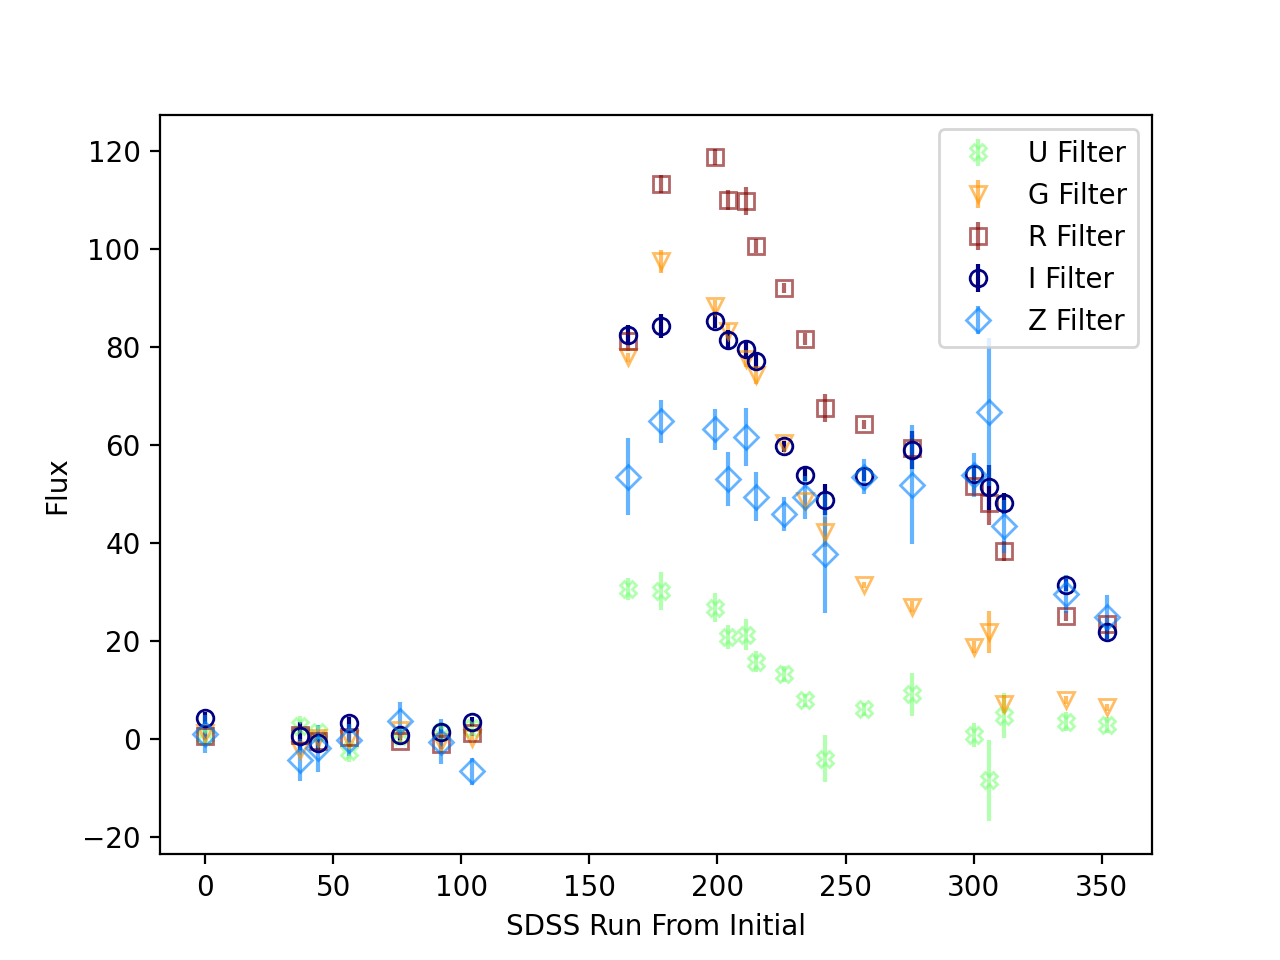 120
100
80
60
40
20
0
−20
Flux
0 50 100 150 200 250 300 350
SDSS Run From Initial
U Filter
G Filter
R Filter
I Filter
Z Filter